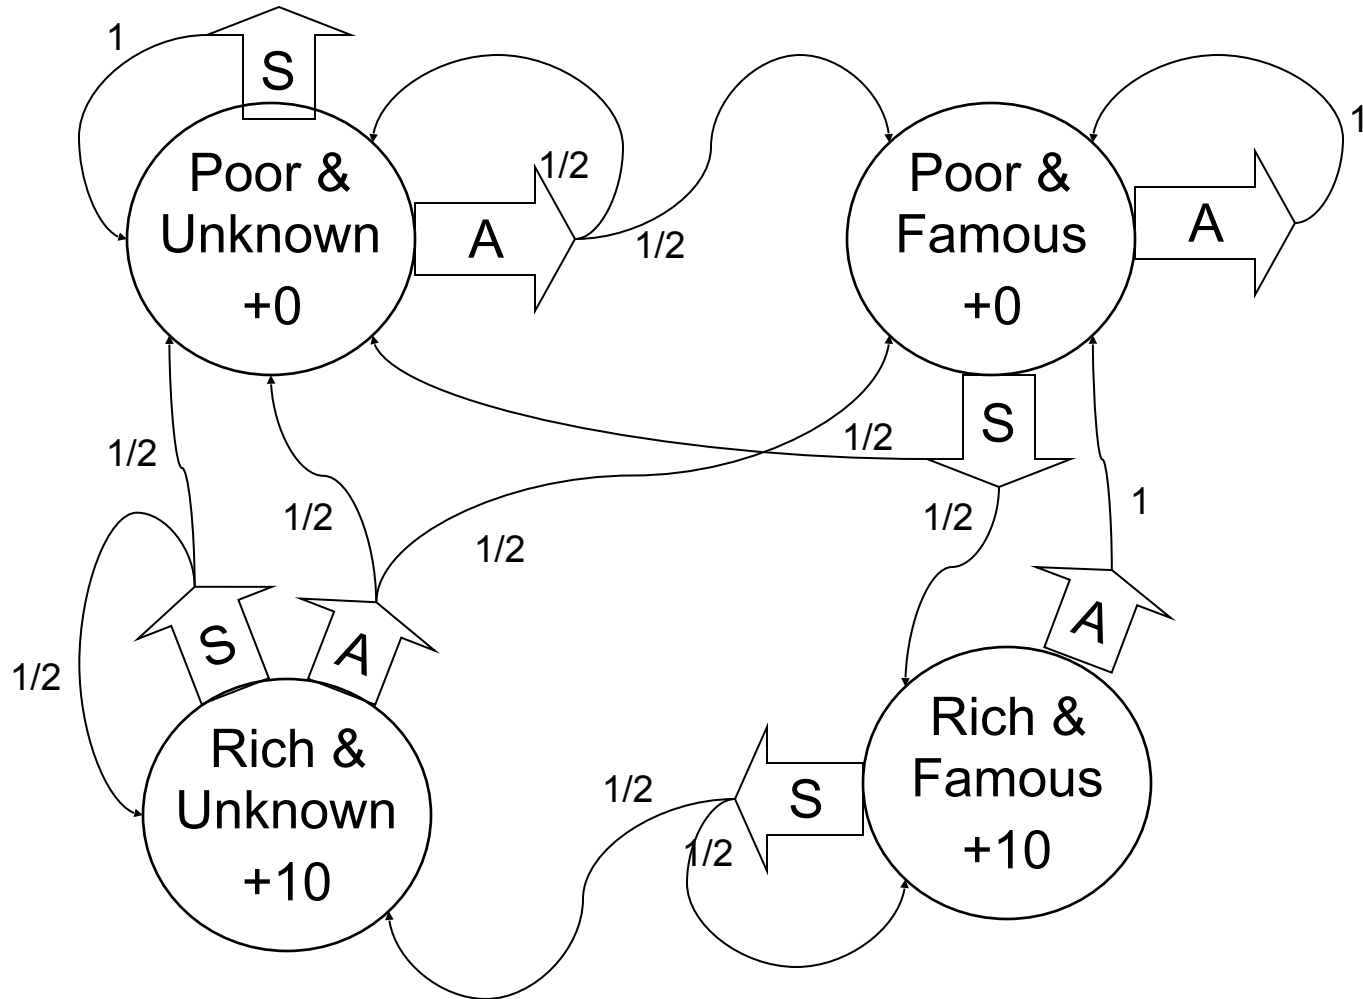 1
S
Poor &
Unknown
+0
A
1/2
1/2
Poor &
Famous
+0
A
1
S
1/2
1/2
1/2
1/2
1/2
1/2
S
A
Rich &
Unknown
+10
1
A
Rich &
Famous
+10
S
1/2
1/2